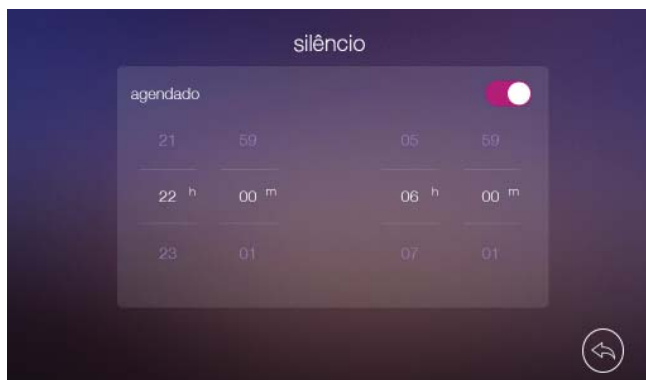 silêncio
agendado
21 59 05 59
22 h 00 m 06 h 00 m
23 01 07 01